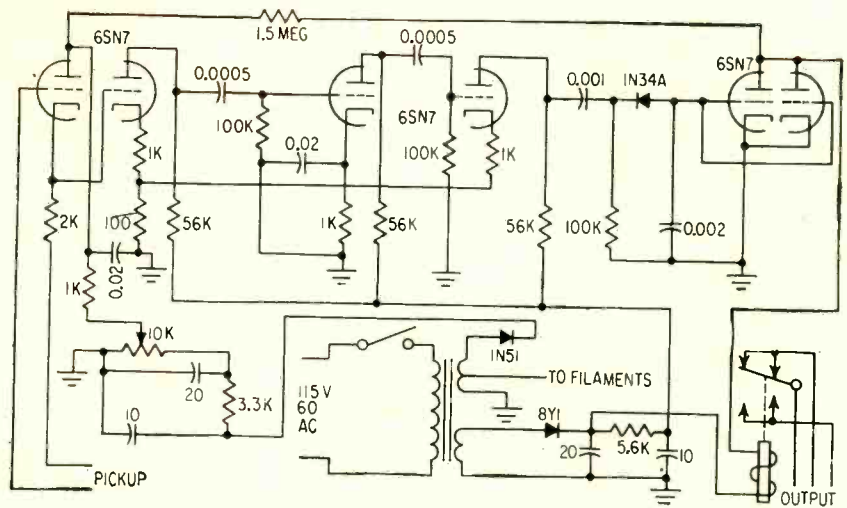 1.5 MEG
6SN7
0.0005
0.0005
6SN7
0.001
1N34A
6SN7
100K
0.02
100K
1K
1K
2K
100
56K
1K
56K
56K
100K
0.002
0.02
1K
10K
20
3.3K
10
115V
60
AC
1N51
TO FILAMENTS
8Y1
20
5.6K
10
PICKUP
OUTPUT